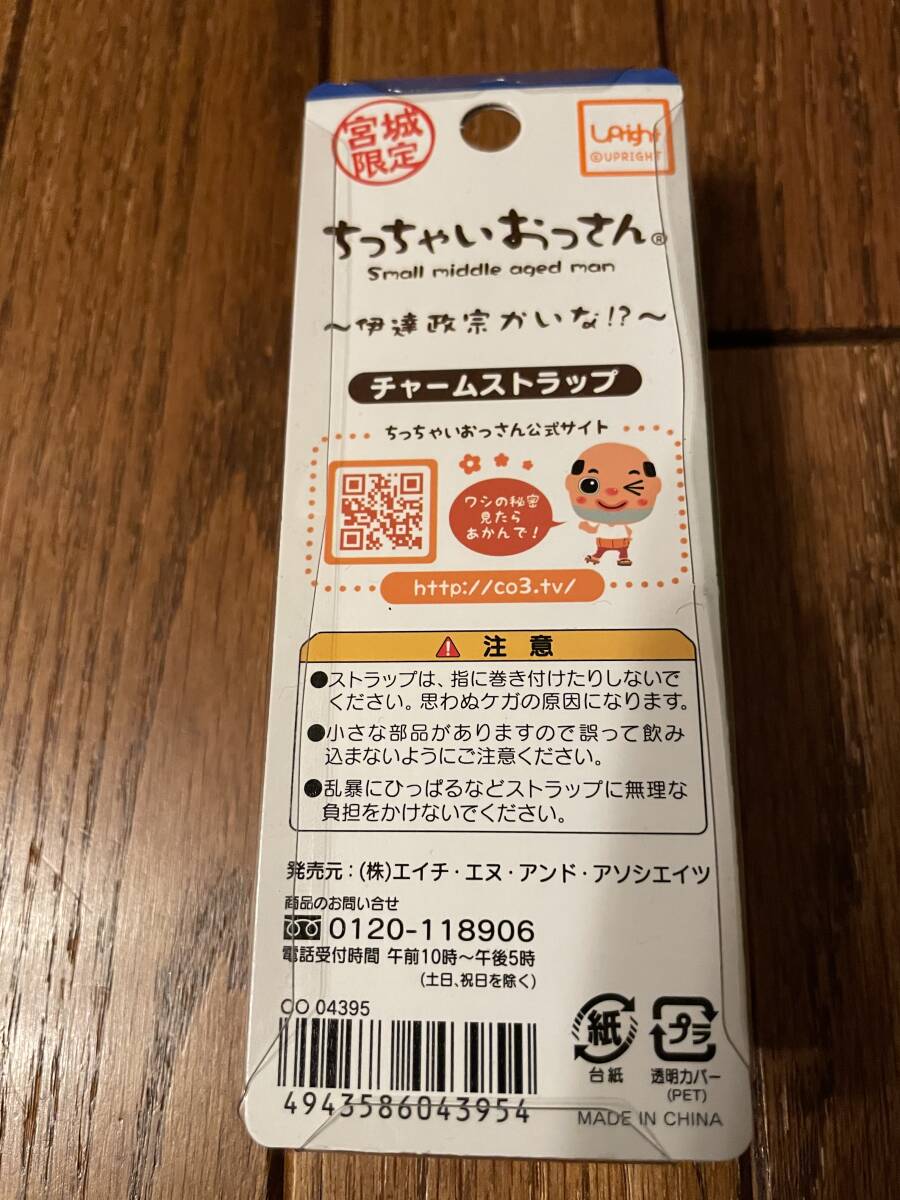 宮城
限定
UPright
©UPRIGHT
ちっちゃいおっさん®
Small middle aged man
～伊達政宗かいな!?～
チャームストラップ
ちっちゃいおっさん公式サイト
ワシの秘密
見たら
あかんで!
http://co3.tv/
注意
●ストラップは、指に巻き付けたりしないで
ください。思わぬケガの原因になります。
●小さな部品がありますので誤って飲み
込まないようにご注意ください。
●乱暴にひっぱるなどストラップに無理な
負担をかけないでください。
発売元：(株)エイチ・エヌ・アンド・アソシエイツ
商品のお問い合せ
0120-118906
電話受付時間 午前10時～午後5時
(土日、祝日を除く)
CO 04395
4943586043954
紙
台紙
プラ
透明カバー
(PET)
MADE IN CHINA